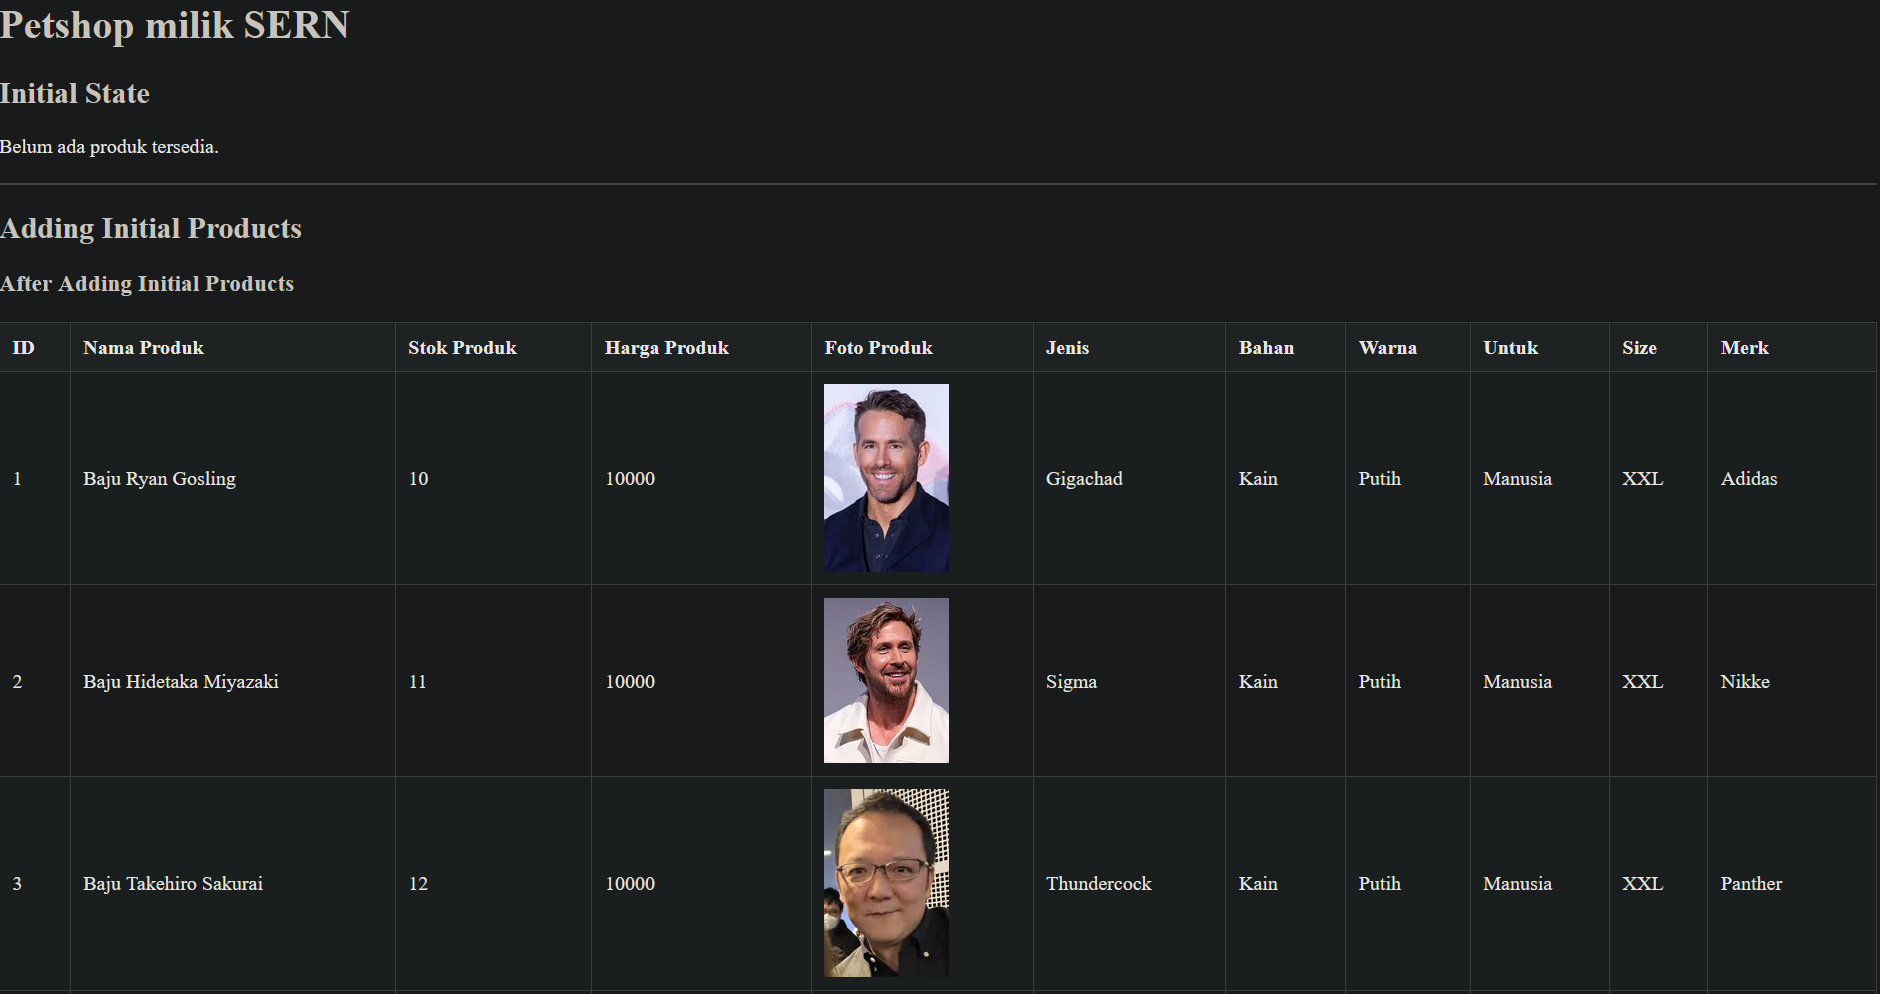 Petshop milik SERN
Initial State
Belum ada produk tersedia.
Adding Initial Products
After Adding Initial Products
ID Nama Produk Stok Produk Harga Produk Foto Produk Jenis Bahan Warna Untuk Size Merk
1 Baju Ryan Gosling 10 10000 Gigachad Kain Putih Manusia XXL Adidas
2 Baju Hidetaka Miyazaki 11 10000 Sigma Kain Putih Manusia XXL Nikke
3 Baju Takehiro Sakurai 12 10000 Thundercock Kain Putih Manusia XXL Panther